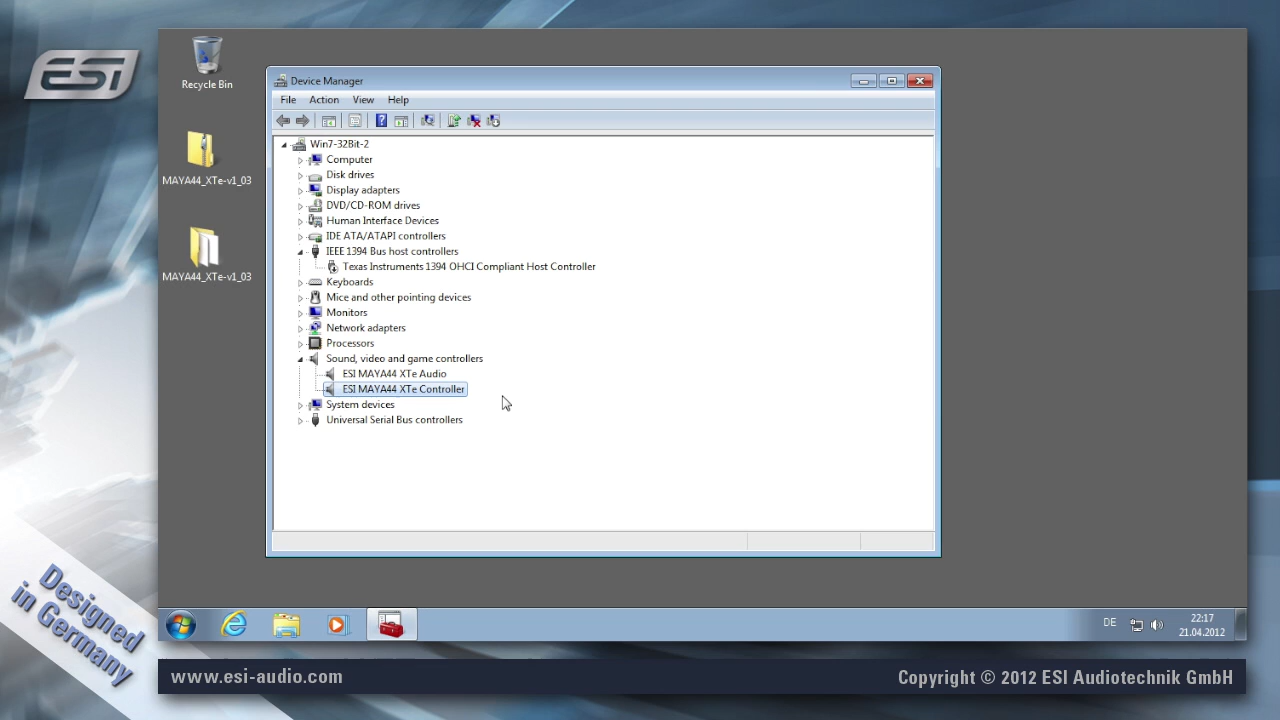 ESI
Recycle Bin
MAYA44_XTe-v1_03
MAYA44_XTe-v1_03
Device Manager
File Action View Help
Win7-32Bit-2
Computer
Disk drives
Display adapters
DVD/CD-ROM drives
Human Interface Devices
IDE ATA/ATAPI controllers
IEEE 1394 Bus host controllers
Texas Instruments 1394 OHCI Compliant Host Controller
Keyboards
Mice and other pointing devices
Monitors
Network adapters
Processors
Sound, video and game controllers
ESI MAYA44 XTe Audio
ESI MAYA44 XTe Controller
System devices
Universal Serial Bus controllers
Designed
in Germany
DE
22:17
21.04.2012
www.esi-audio.com
Copyright © 2012 ESI Audiotechnik GmbH